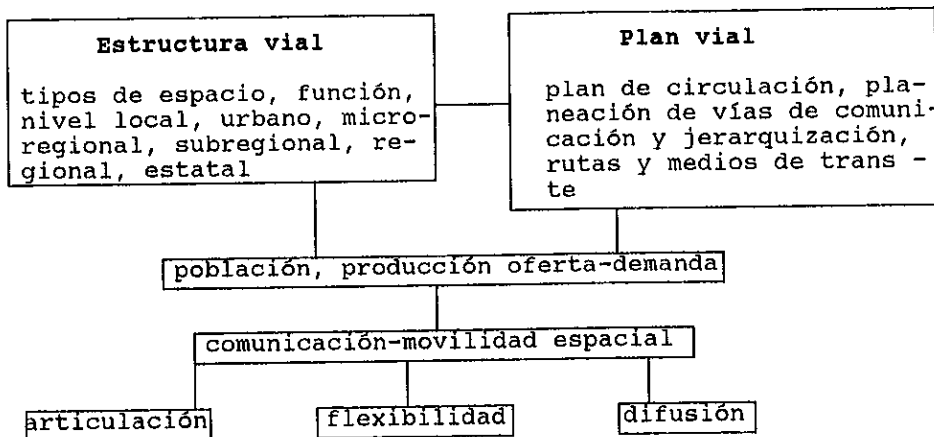 Estructura vial
tipos de espacio, función,
nivel local, urbano, micro-
regional, subregional, re-
gional, estatal
Plan vial
plan de circulación, pla-
neación de vías de comuni-
cación y jerarquización,
rutas y medios de trans -
te
población, producción oferta-demanda
comunicación-movilidad espacial
articulación
flexibilidad
difusión